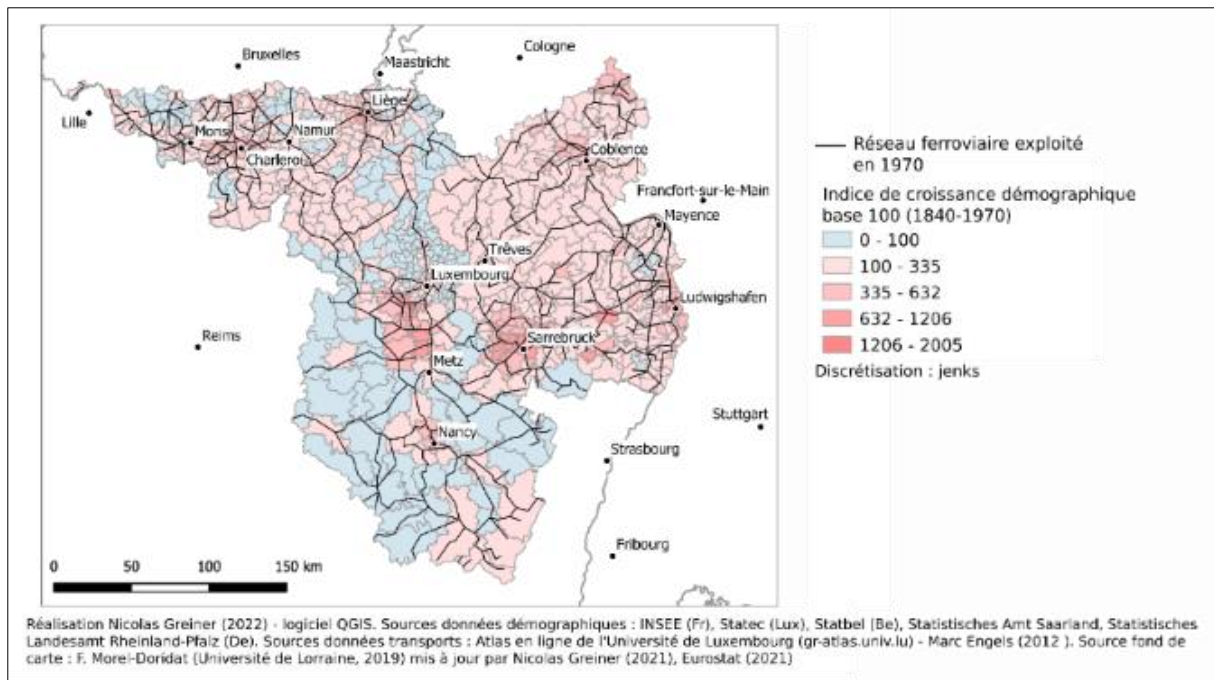 Bruxelles
Cologne
Maastricht
Lille
Liège
Mons
Namur
Charleroi
Coblence
Francfort-sur-le-Main
Mayence
Trêves
Luxembourg
Ludwigshafen
Reims
Sarrebruck
Metz
Stuttgart
Nancy
Strasbourg
Fribourg
0 50 100 150 km
Réseau ferroviaire exploité
en 1970
Indice de croissance démographique
base 100 (1840-1970)
0 - 100
100 - 335
335 - 632
632 - 1206
1206 - 2005
Discrétisation : jenks
Réalisation Nicolas Greiner (2022) - logiciel QGIS. Sources données démographiques : INSEE (Fr), Statec (Lux), Statbel (Be), Statistisches Amt Saarland, Statistisches
Landesamt Rheinland-Pfalz (De). Sources données transports : Atlas en ligne de l'Université de Luxembourg (gr-atlas.univ.lu) - Marc Engels (2012 ). Source fond de
carte : F. Morel-Doridat (Université de Lorraine, 2019) mis à jour par Nicolas Greiner (2021), Eurostat (2021)